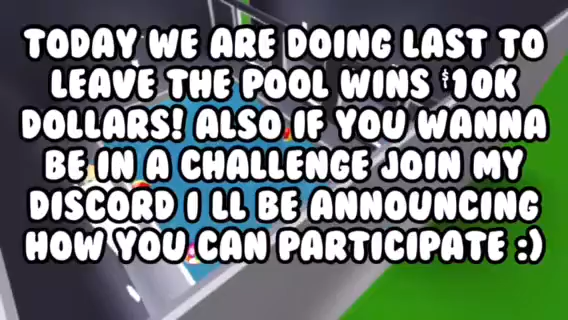 TODAY WE ARE DOING LAST TO
LEAVE THE POOL WINS $10K
DOLLARS! ALSO IF YOU WANNA
BE IN A CHALLENGE JOIN MY
DISCORD I LL BE ANNOUNCING
HOW YOU CAN PARTICIPATE :)